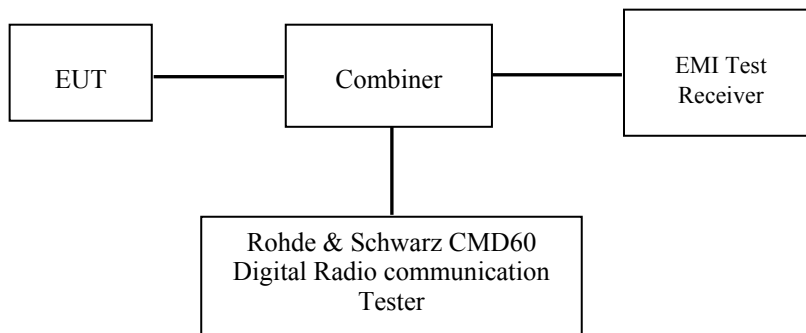 EUT
Combiner
EMI Test
Receiver
Rohde & Schwarz CMD60
Digital Radio communication
Tester